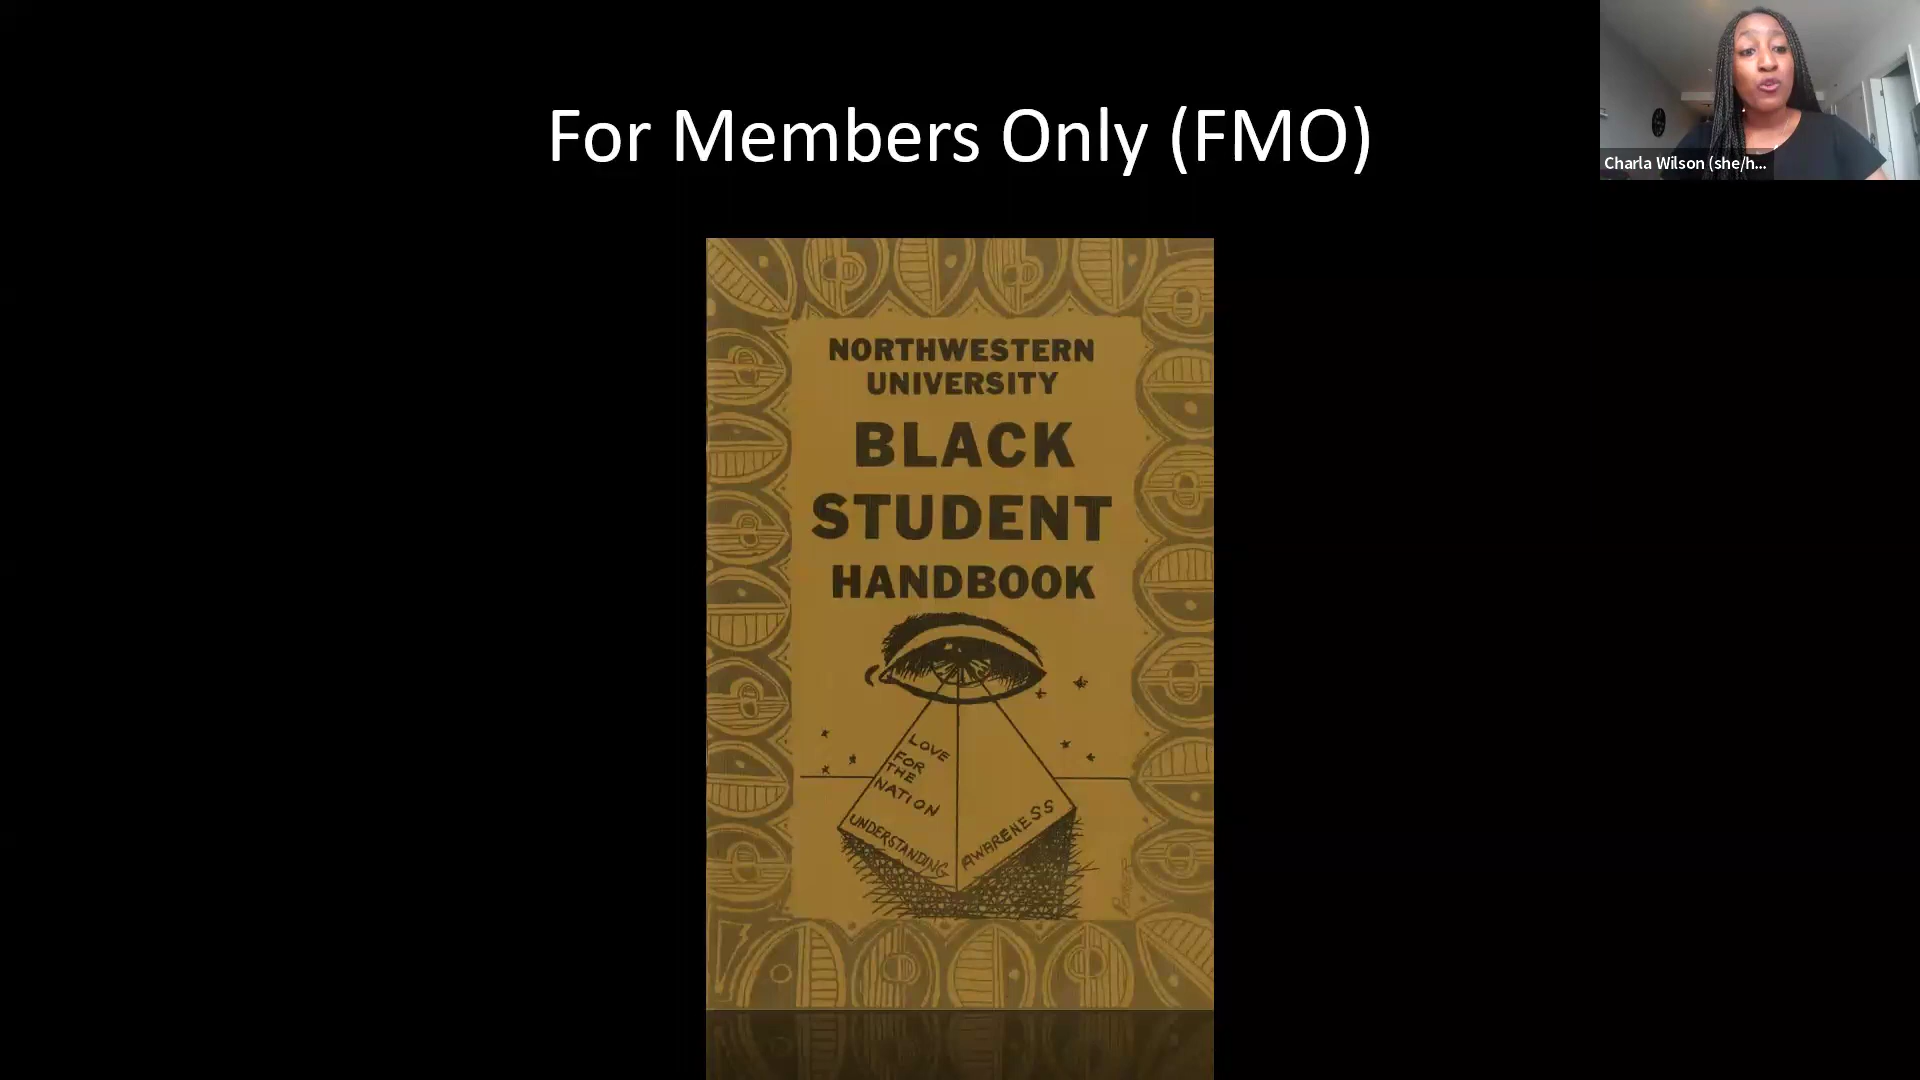 For Members Only (FMO)
Charla Wilson (she/h...
NORTHWESTERN
UNIVERSITY
BLACK
STUDENT
HANDBOOK
LOVE
FOR
THE
NATION
UNDERSTANDING
AWARENESS